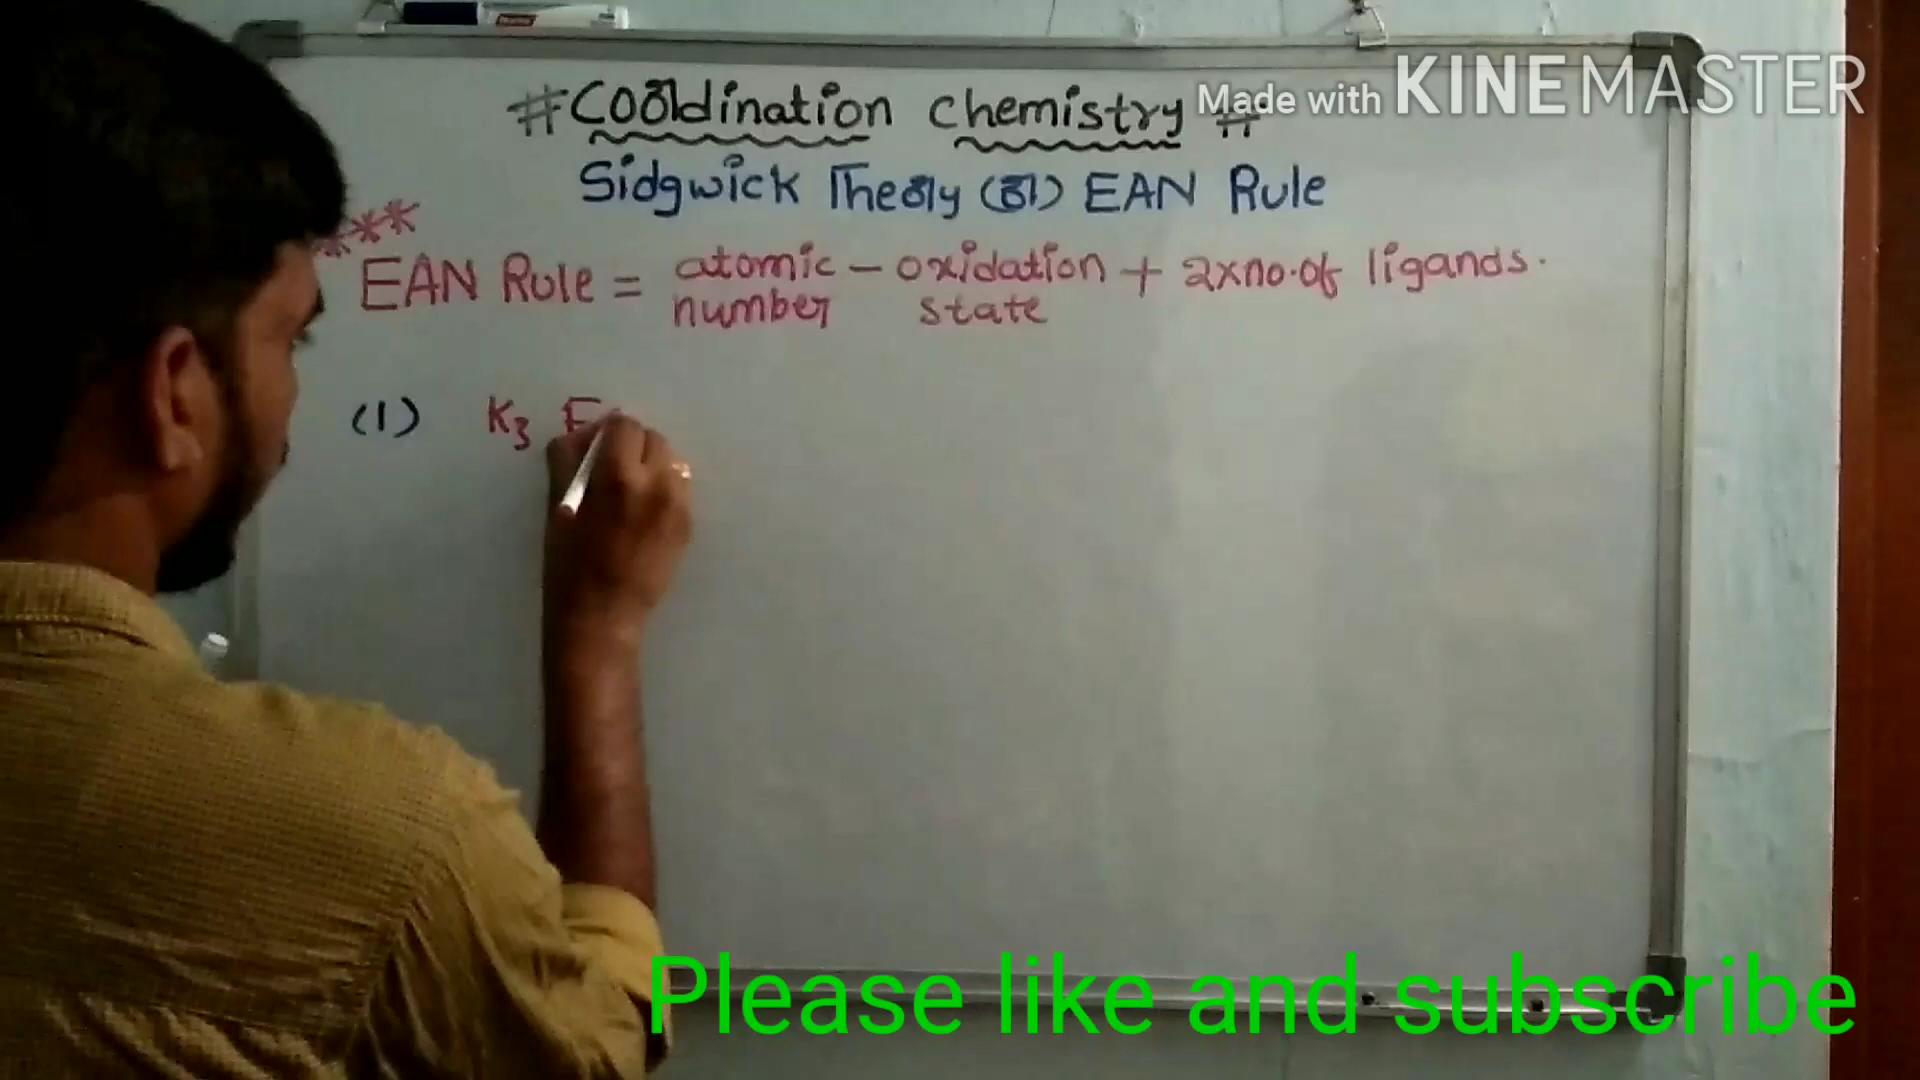 #Coordination Chemistry #
Made with KINEMASTER
Sidgwick Theory (or) EAN Rule
***
EAN Rule = atomic number - oxidation state + 2xno.of ligands.
(1) K3 F
Please like and subscribe